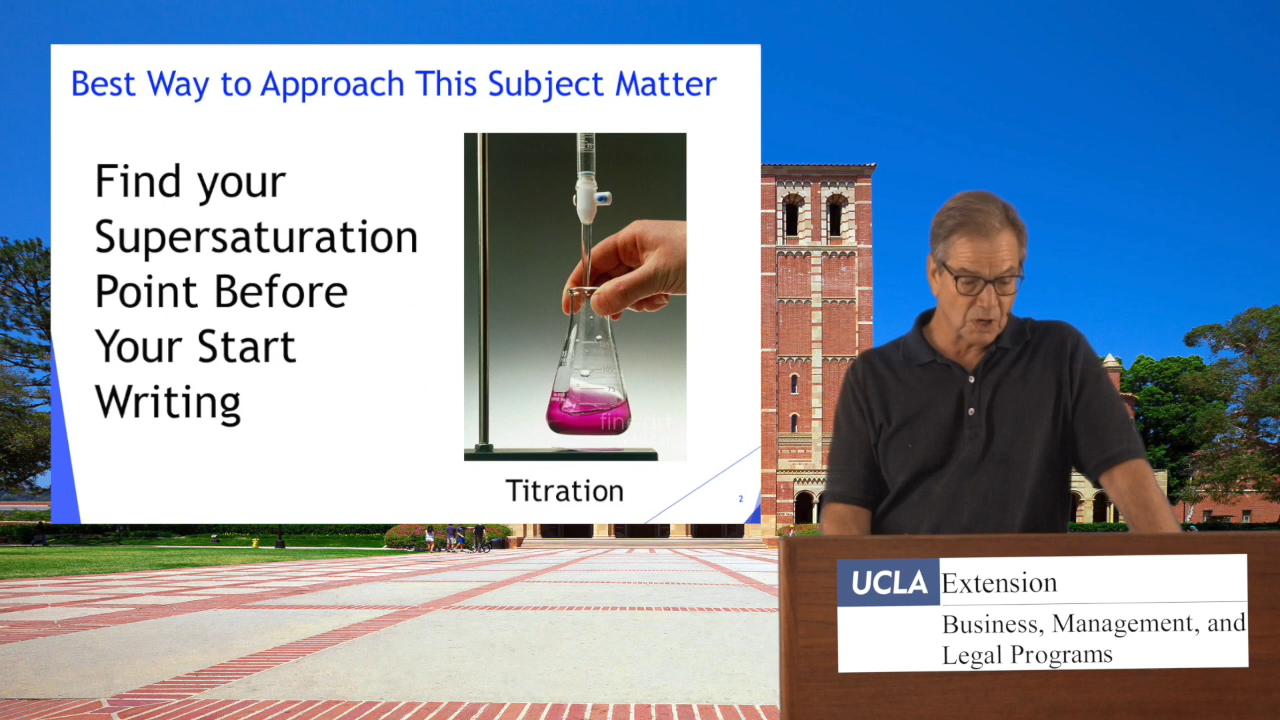 Best Way to Approach This Subject Matter
Find your
Supersaturation
Point Before
Your Start
Writing
Titration
2
UCLA Extension
Business, Management, and
Legal Programs